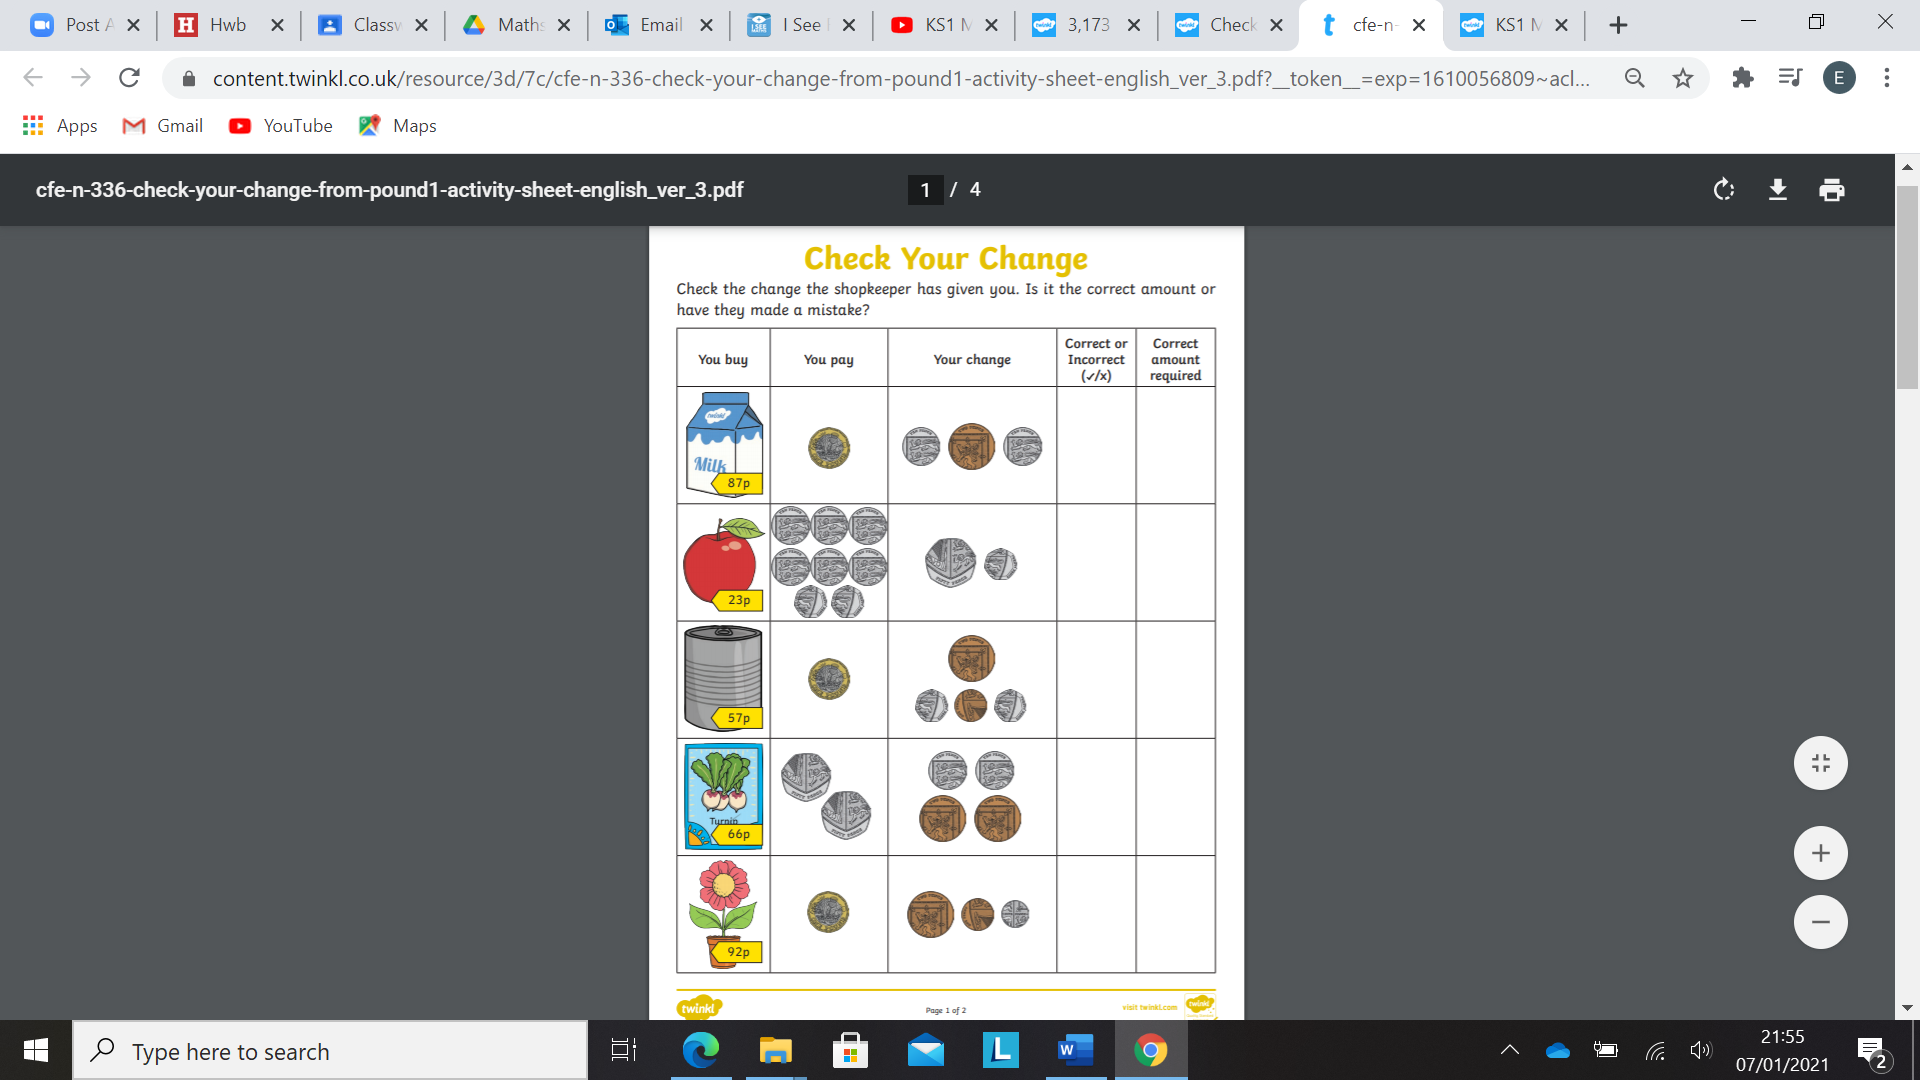 Post A
Hwb
Classw
Maths
Email
I See
KS1 M
3,173
Check
cfe-n-
KS1 M
content.twinkl.co.uk/resource/3d/7c/cfe-n-336-check-your-change-from-pound1-activity-sheet-english_ver_3.pdf?__token__=exp=1610056809~acl...
E
Apps
Gmail
YouTube
Maps
cfe-n-336-check-your-change-from-pound1-activity-sheet-english_ver_3.pdf
1 / 4
Check Your Change
Check the change the shopkeeper has given you. Is it the correct amount or
have they made a mistake?
You buy
You pay
Your change
Correct or
Incorrect
(✓/x)
Correct
amount
required
twinkl
Milk
87p
23p
57p
Turnip
66p
92p
twinkl
Page 1 of 2
visit twinkl.com
twinkl
Type here to search
21:55
07/01/2021
2